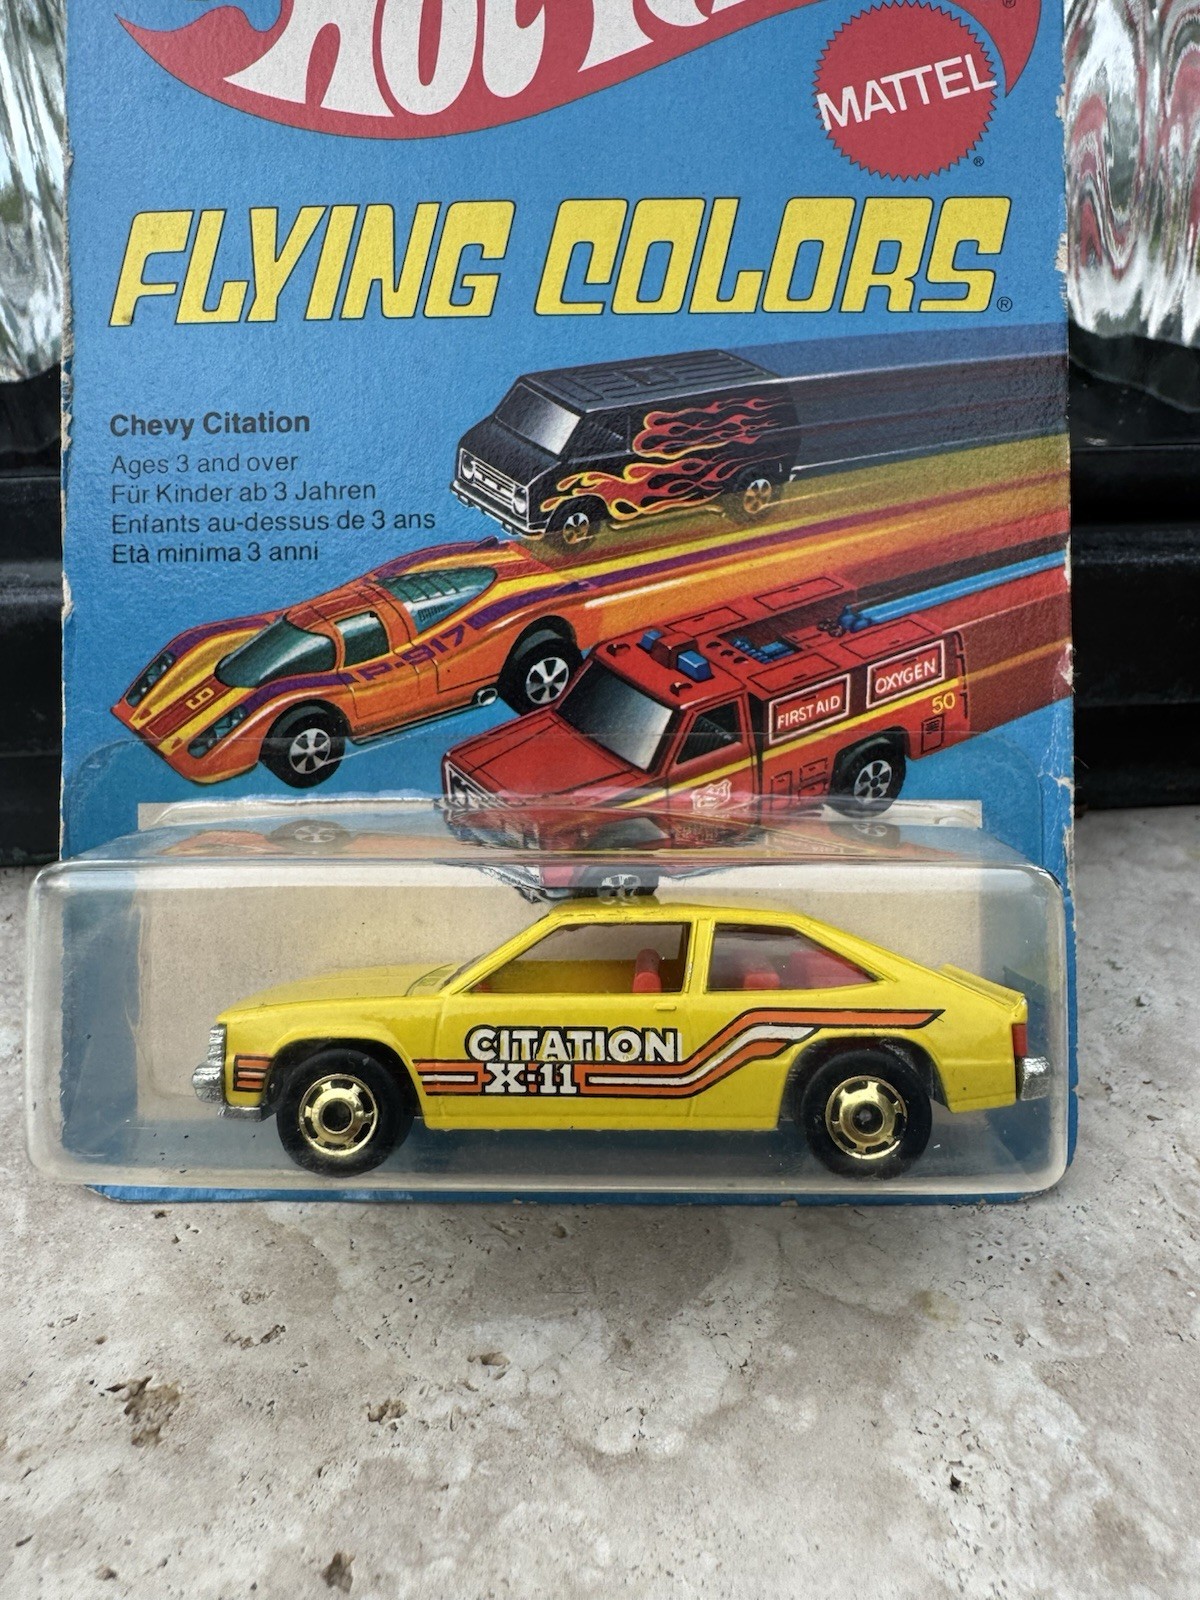 Hot
MATTEL
®
FLYING COLORS®
Chevy Citation
Ages 3 and over
Für Kinder ab 3 Jahren
Enfants au-dessus de 3 ans
Età minima 3 anni
P-917
OXYGEN
FIRST AID
50
CITATION
X-11